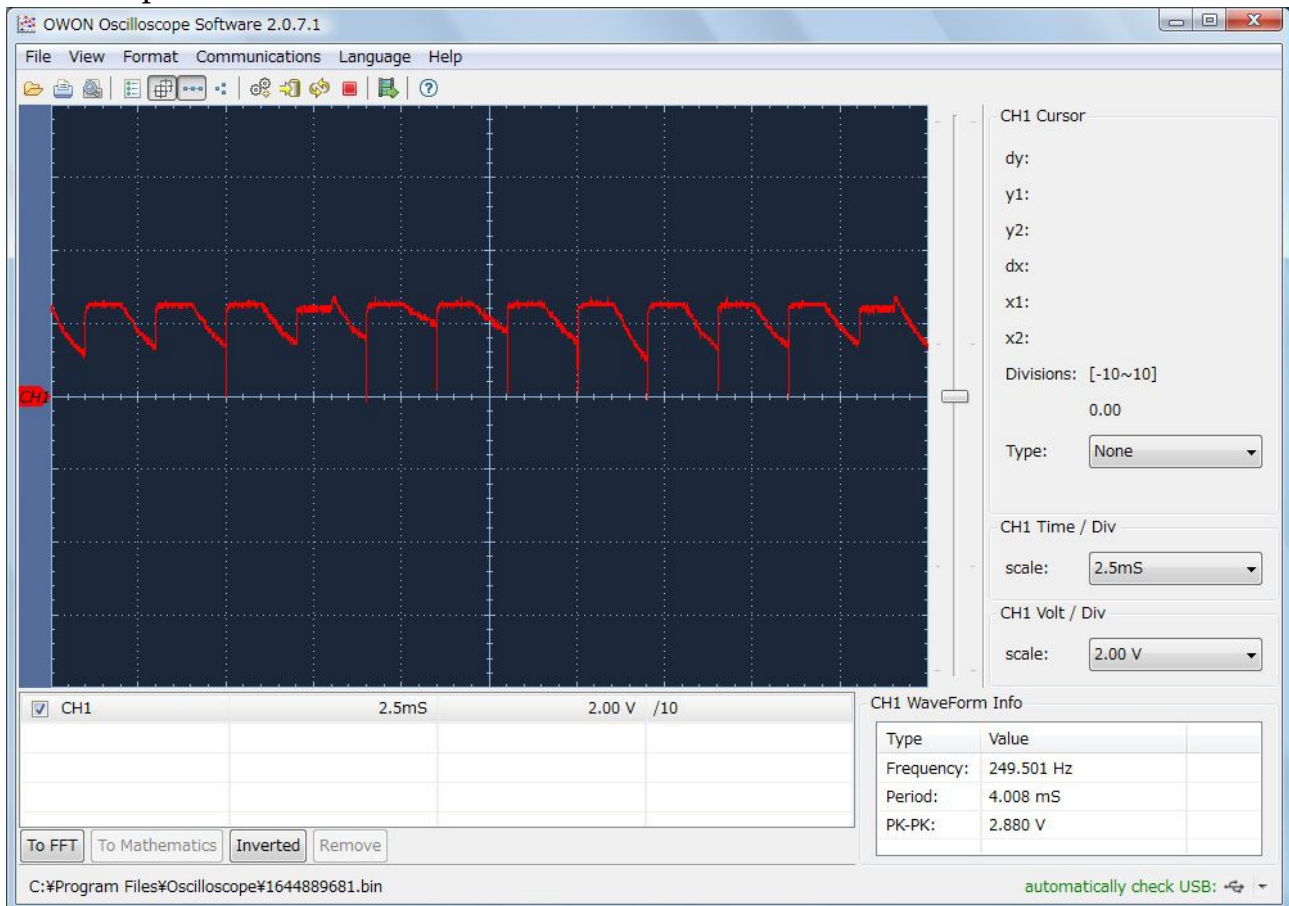 OWON Oscilloscope Software 2.0.7.1
File View Format Communications Language Help
CH1 Cursor
dy:
y1:
y2:
dx:
x1:
x2:
Divisions: [-10~10]
0.00
Type: None
CH1
CH1 Time / Div
scale: 2.5mS
CH1 Volt / Div
scale: 2.00 V
CH1 2.5mS 2.00 V /10
CH1 WaveForm Info
Type Value
Frequency: 249.501 Hz
Period: 4.008 mS
PK-PK: 2.880 V
To FFT To Mathematics Inverted Remove
C:¥Program Files¥Oscilloscope¥1644889681.bin automatically check USB: